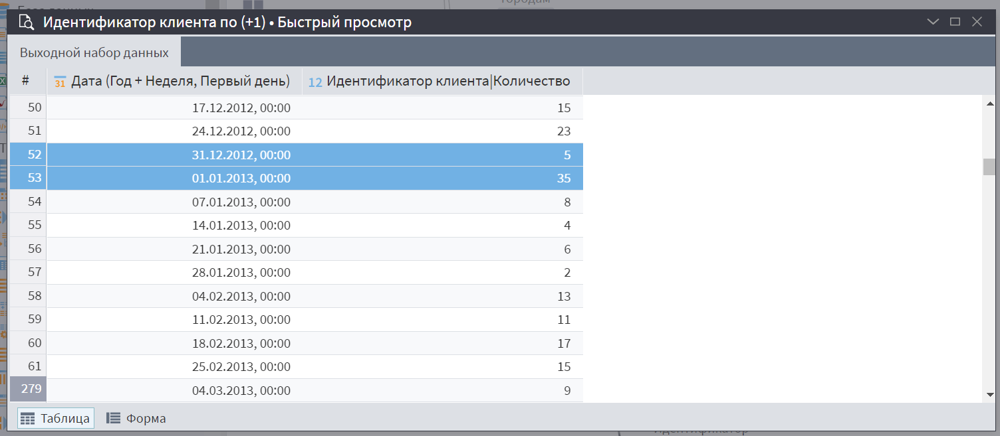 городам
Идентификатор клиента по (+1) • Быстрый просмотр
Выходной набор данных
# 31 Дата (Год + Неделя, Первый день) 12 Идентификатор клиента|Количество
50 17.12.2012, 00:00 15
51 24.12.2012, 00:00 23
52 31.12.2012, 00:00 5
53 01.01.2013, 00:00 35
54 07.01.2013, 00:00 8
55 14.01.2013, 00:00 4
56 21.01.2013, 00:00 6
57 28.01.2013, 00:00 2
58 04.02.2013, 00:00 13
59 11.02.2013, 00:00 11
60 18.02.2013, 00:00 17
61 25.02.2013, 00:00 15
279 04.03.2013, 00:00 9
Таблица Форма